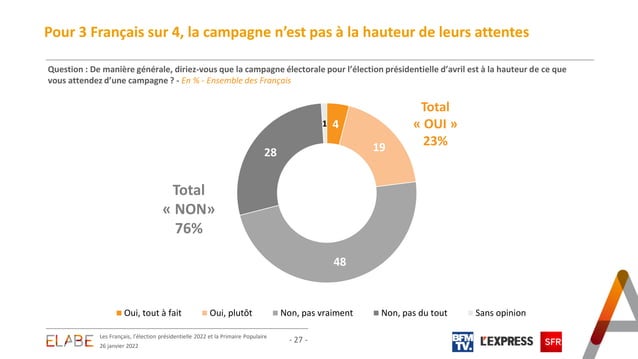 Pour 3 Français sur 4, la campagne n’est pas à la hauteur de leurs attentes
Question : De manière générale, diriez-vous que la campagne électorale pour l’élection présidentielle d’avril est à la hauteur de ce que
vous attendez d’une campagne ? - En % - Ensemble des Français
Total
« OUI »
23%
1
4
19
28
48
Total
« NON»
76%
Oui, tout à fait
Oui, plutôt
Non, pas vraiment
Non, pas du tout
Sans opinion
ELABE
Les Français, l’élection présidentielle 2022 et la Primaire Populaire
26 janvier 2022
- 27 -
BFM
TV.
L'EXPRESS
SFR